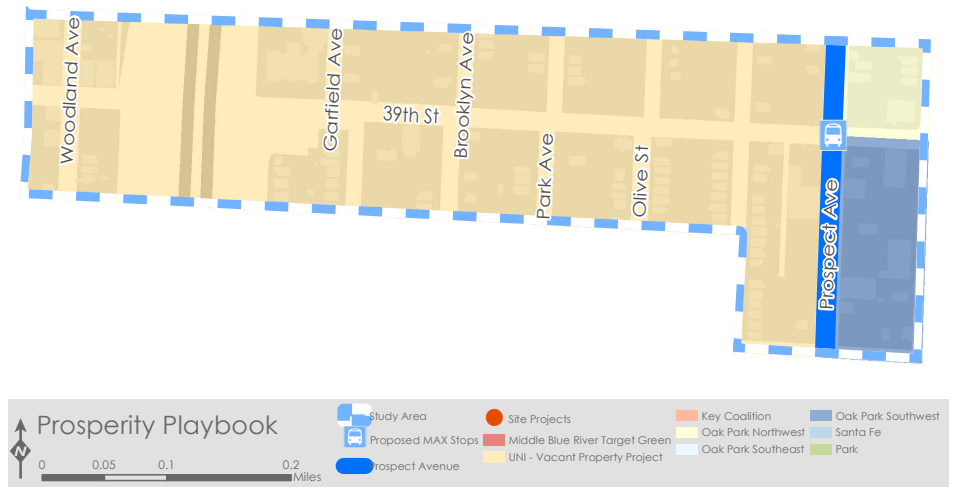 Woodland Ave
Garfield Ave
Brooklyn Ave
39th St
Park Ave
Olive St
Prospect Ave
Prosperity Playbook
N
0 0.05 0.1 0.2
Miles
Study Area
Proposed MAX Stops
Prospect Avenue
Site Projects
Middle Blue River Target Green
UNI - Vacant Property Project
Key Coalition
Oak Park Northwest
Oak Park Southeast
Oak Park Southwest
Santa Fe
Park